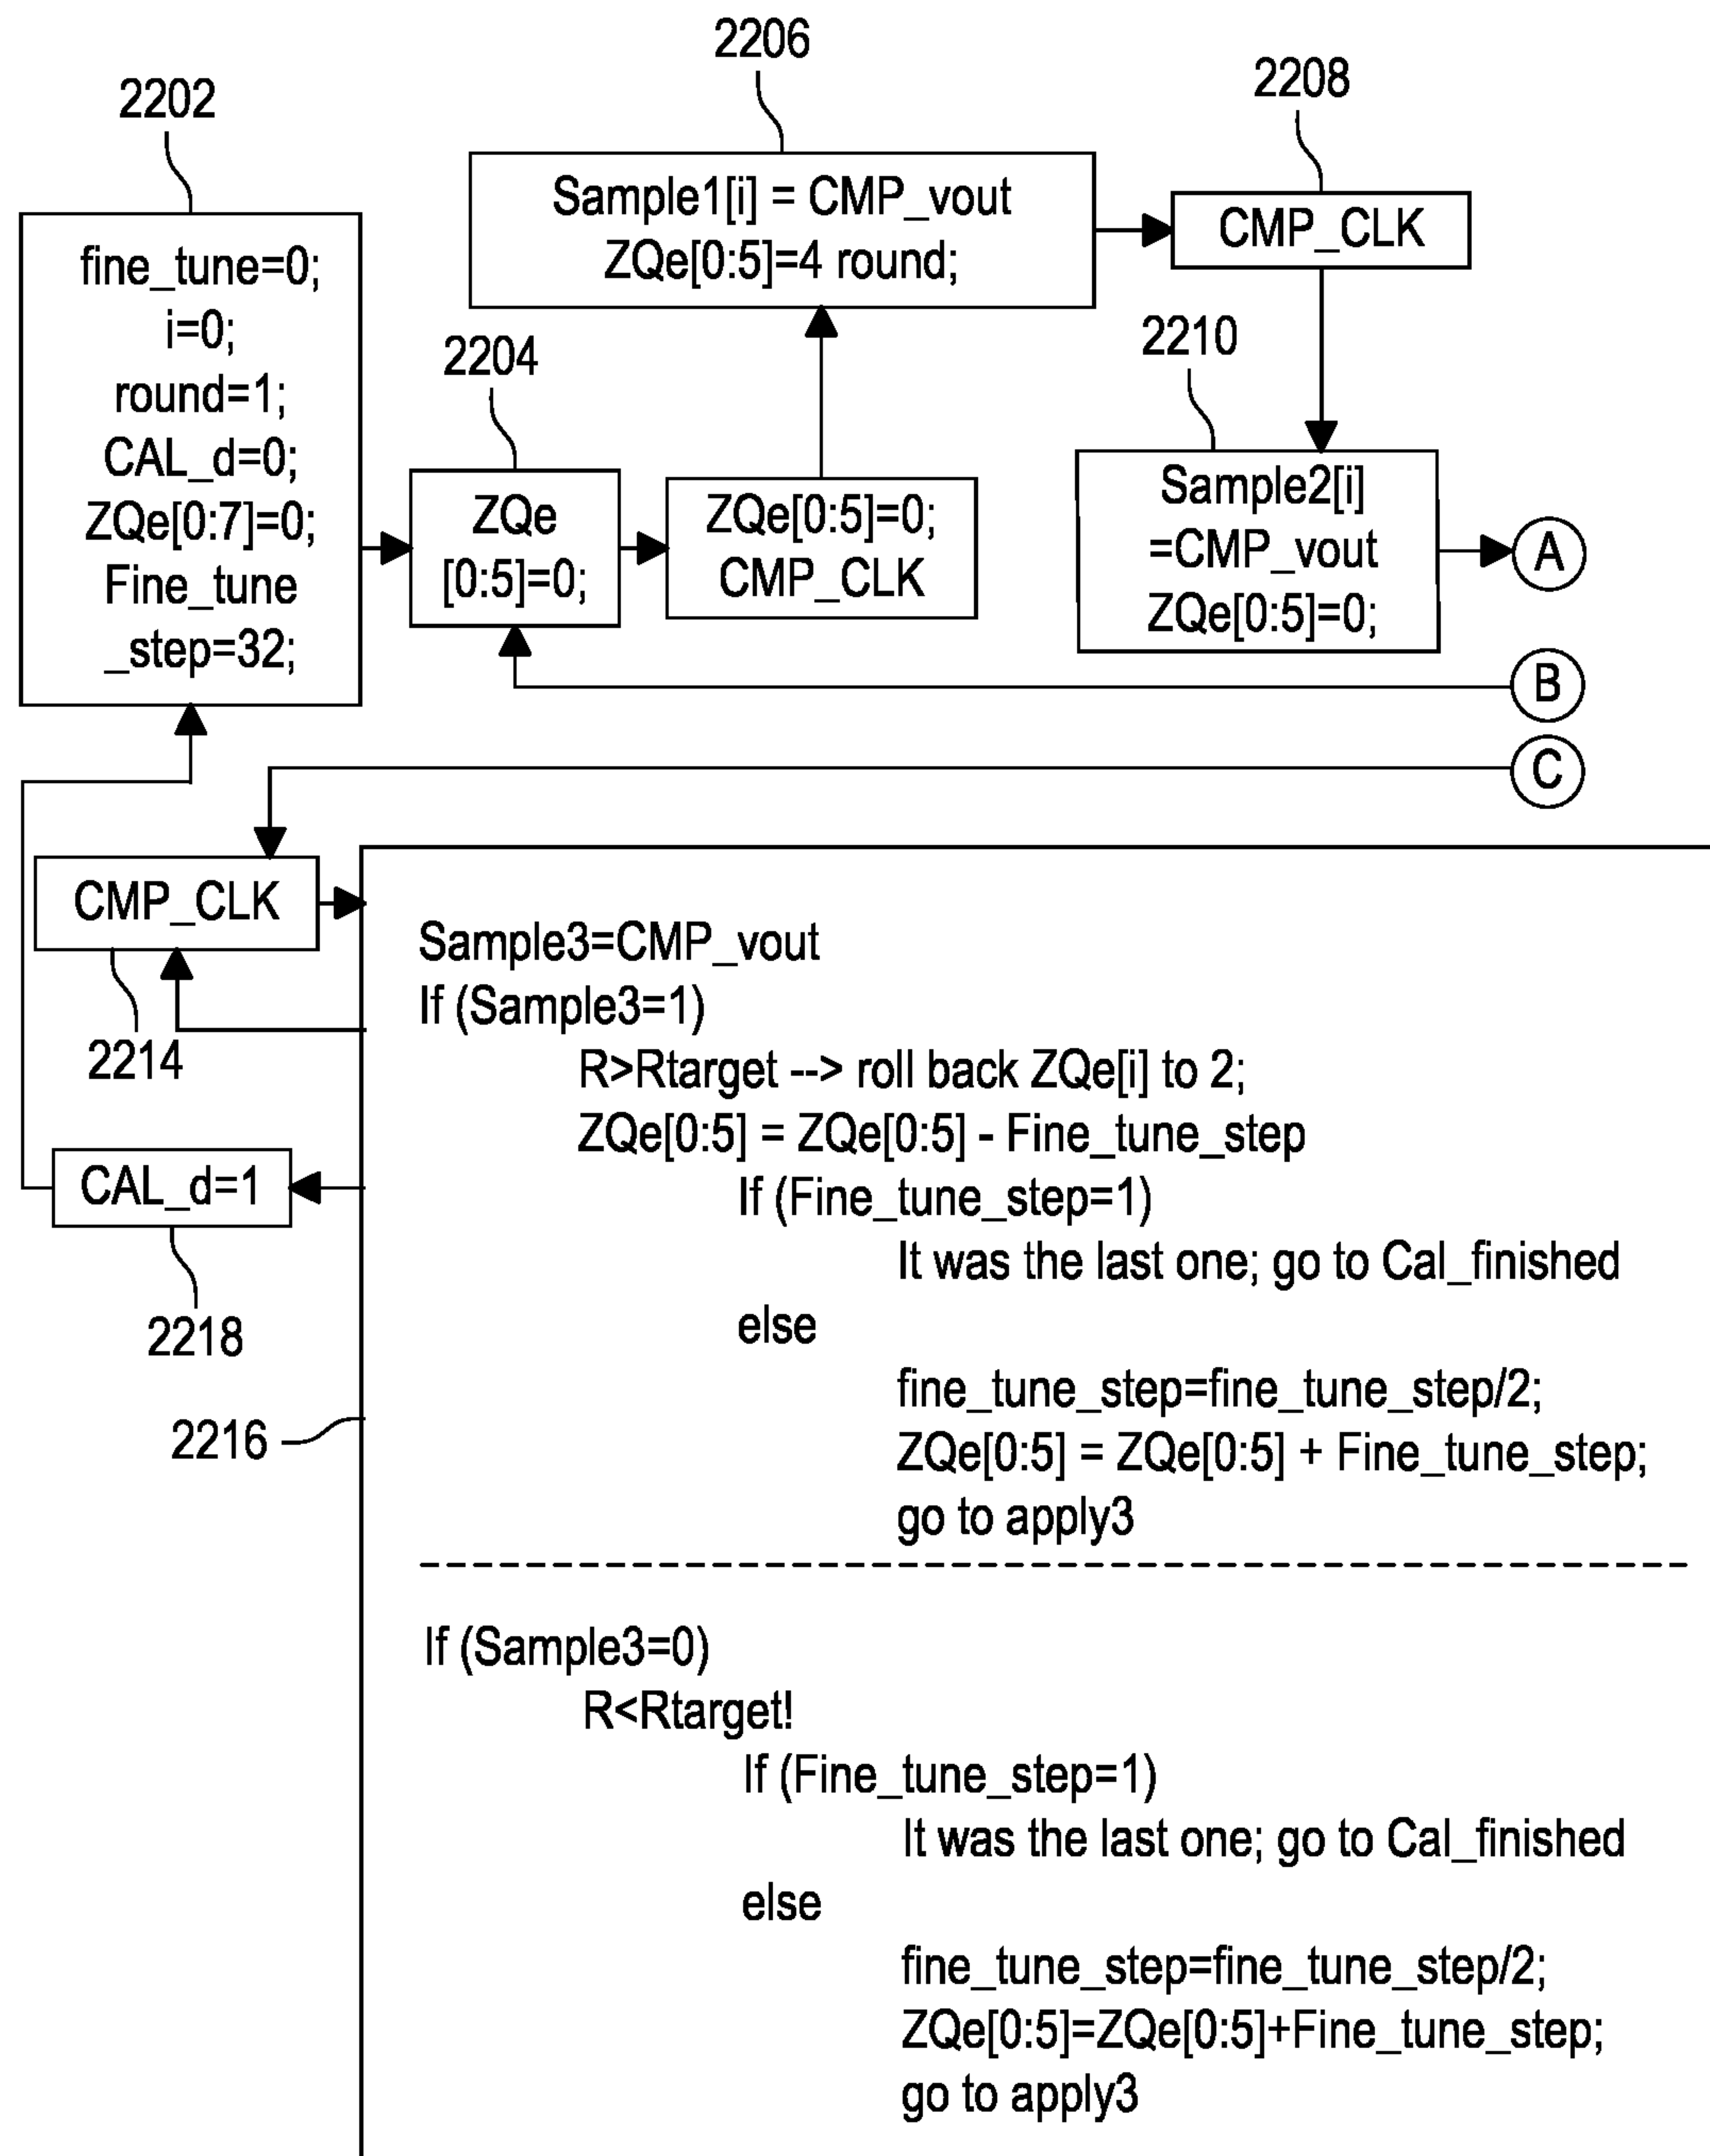 2206
2208
2202
Sample1[i] = CMP_vout
ZQe[0:5]=4 round;
CMP_CLK
fine_tune=0;
i=0;
round=1;
CAL_d=0;
ZQe[0:7]=0;
Fine_tune
_step=32;
2204
2210
ZQe
[0:5]=0;
ZQe[0:5]=0;
CMP_CLK
Sample2[i]
=CMP_vout
ZQe[0:5]=0;
A
B
C
CMP_CLK
2214
CAL_d=1
2218
2216
Sample3=CMP_vout
If (Sample3=1)
R>Rtarget --> roll back ZQe[i] to 2;
ZQe[0:5] = ZQe[0:5] - Fine_tune_step
If (Fine_tune_step=1)
It was the last one; go to Cal_finished
else
fine_tune_step=fine_tune_step/2;
ZQe[0:5] = ZQe[0:5] + Fine_tune_step;
go to apply3
If (Sample3=0)
R<Rtarget!
If (Fine_tune_step=1)
It was the last one; go to Cal_finished
else
fine_tune_step=fine_tune_step/2;
ZQe[0:5]=ZQe[0:5]+Fine_tune_step;
go to apply3